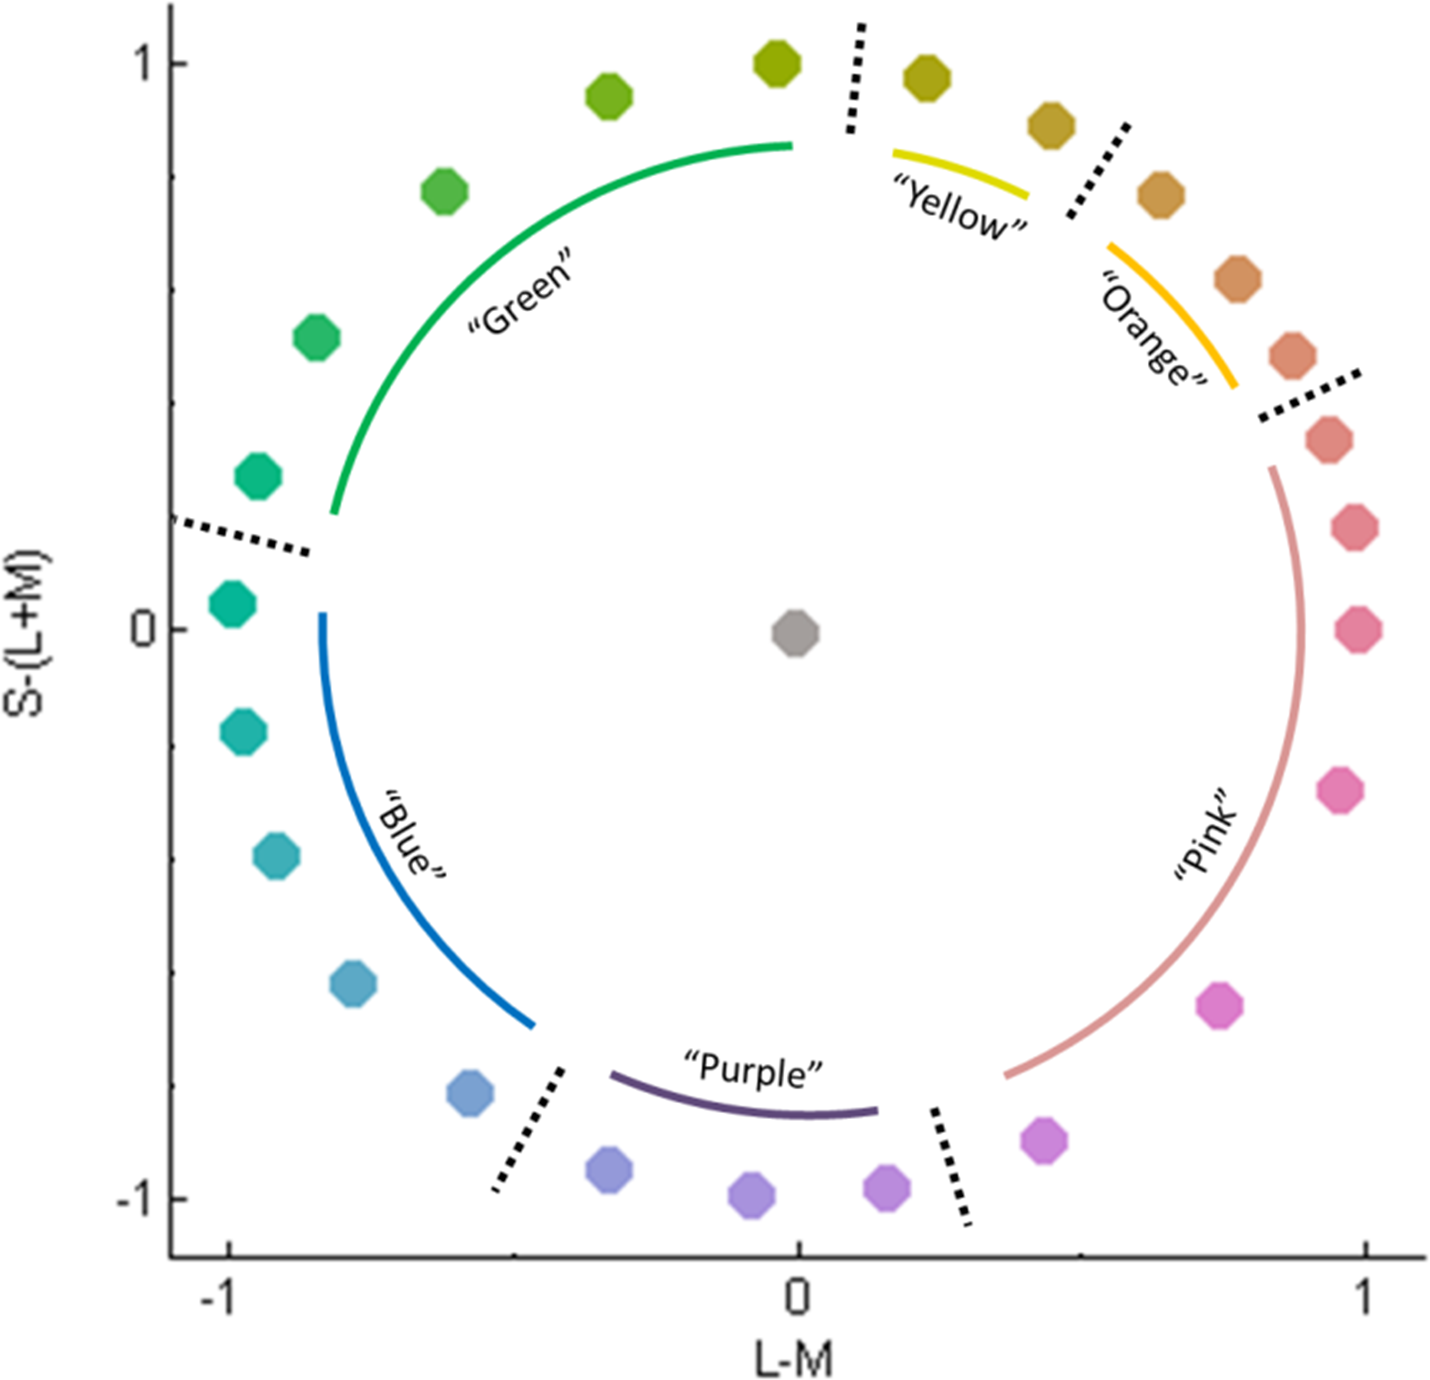 1
"Yellow"
"Green"
"Orange"
S-(L+M)
0
"Blue"
"Pink"
"Purple"
-1
-1
0
1
L-M